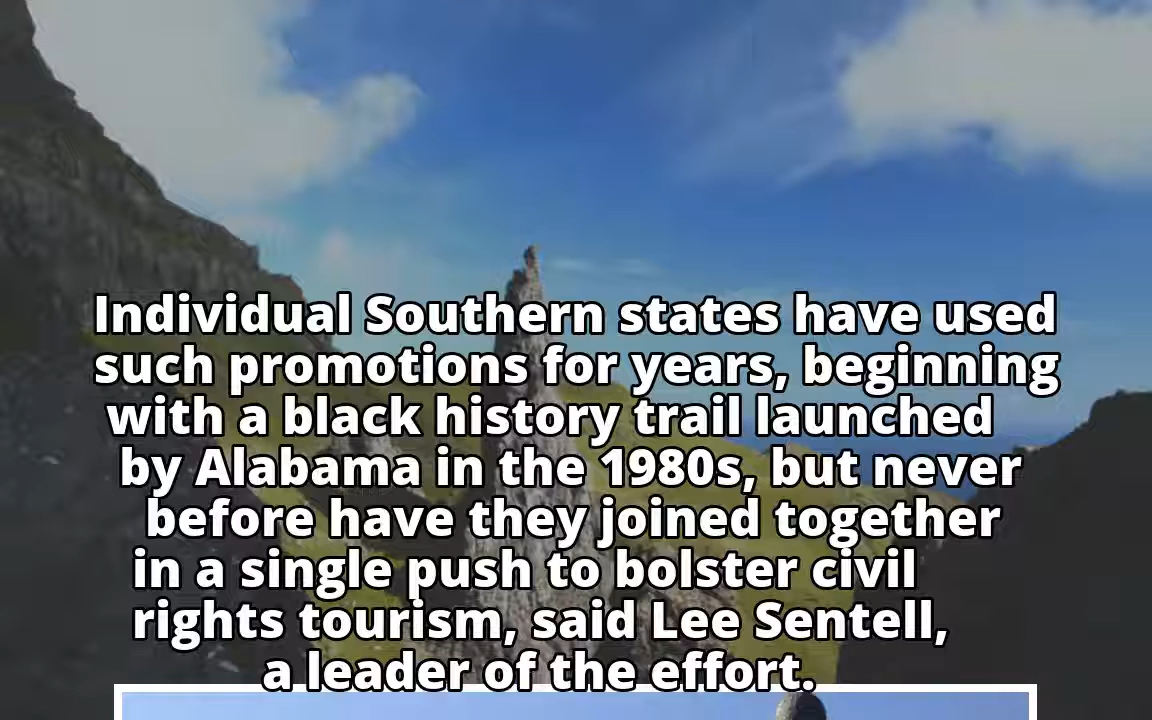 Individual Southern states have used
such promotions for years, beginning
with a black history trail launched
by Alabama in the 1980s, but never
before have they joined together
in a single push to bolster civil
rights tourism, said Lee Sentell,
a leader of the effort.